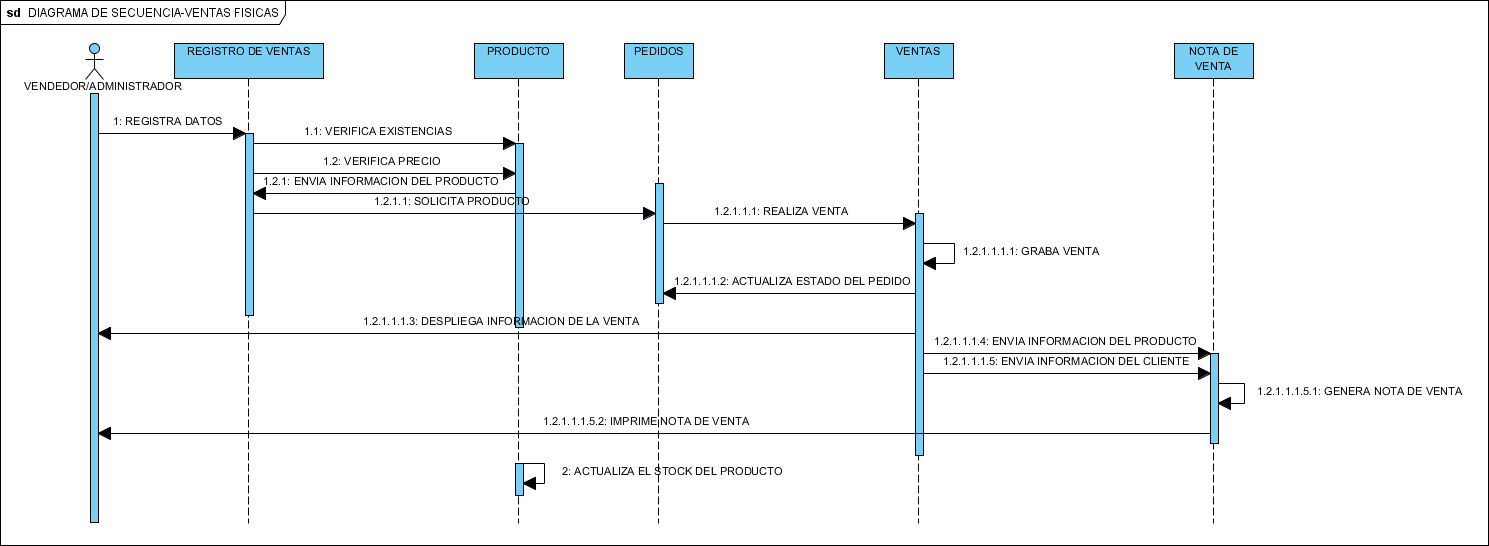 sd DIAGRAMA DE SECUENCIA-VENTAS FISICAS
VENDEDOR/ADMINISTRADOR
REGISTRO DE VENTAS
PRODUCTO
PEDIDOS
VENTAS
NOTA DE
VENTA
1: REGISTRA DATOS
1.1: VERIFICA EXISTENCIAS
1.2: VERIFICA PRECIO
1.2.1: ENVIA INFORMACION DEL PRODUCTO
1.2.1.1: SOLICITA PRODUCTO
1.2.1.1.1: REALIZA VENTA
1.2.1.1.1.1: GRABA VENTA
1.2.1.1.1.2: ACTUALIZA ESTADO DEL PEDIDO
1.2.1.1.1.3: DESPLIEGA INFORMACION DE LA VENTA
1.2.1.1.1.4: ENVIA INFORMACION DEL PRODUCTO
1.2.1.1.1.5: ENVIA INFORMACION DEL CLIENTE
1.2.1.1.1.5.1: GENERA NOTA DE VENTA
1.2.1.1.1.5.2: IMPRIME NOTA DE VENTA
2: ACTUALIZA EL STOCK DEL PRODUCTO